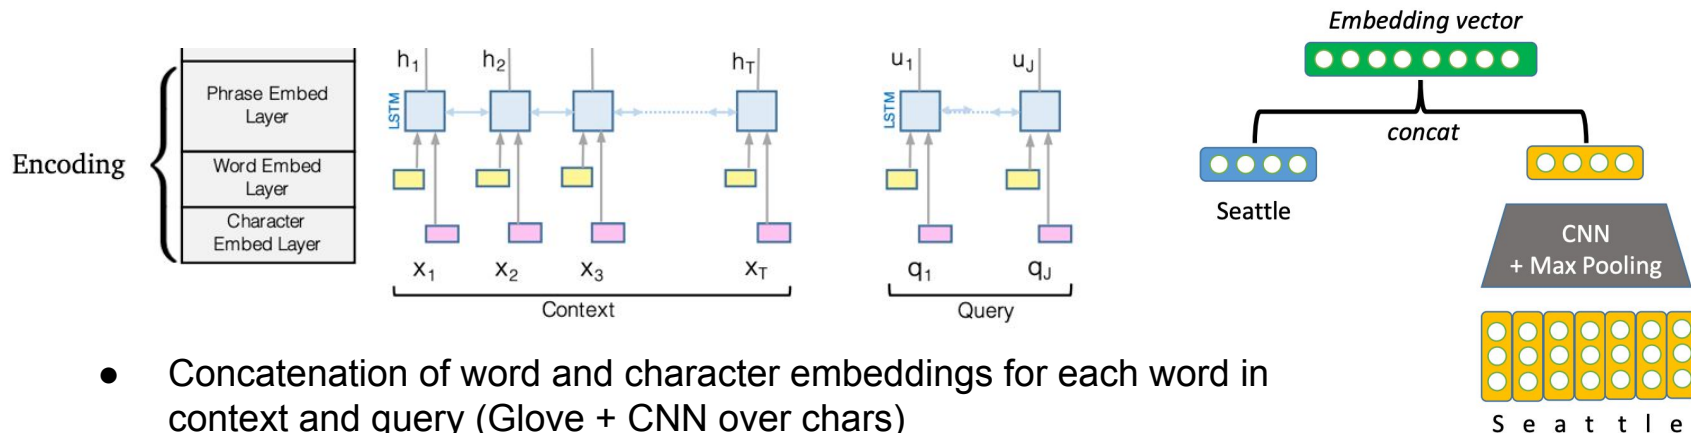 Encoding
Phrase Embed
Layer
Word Embed
Layer
Character
Embed Layer
LSTM
h1 h2 hT
x1 x2 x3 xT
Context
LSTM
u1 uJ
q1 qJ
Query
Embedding vector
concat
Seattle
CNN
+ Max Pooling
S e a t t l e
● Concatenation of word and character embeddings for each word in
context and query (Glove + CNN over chars)